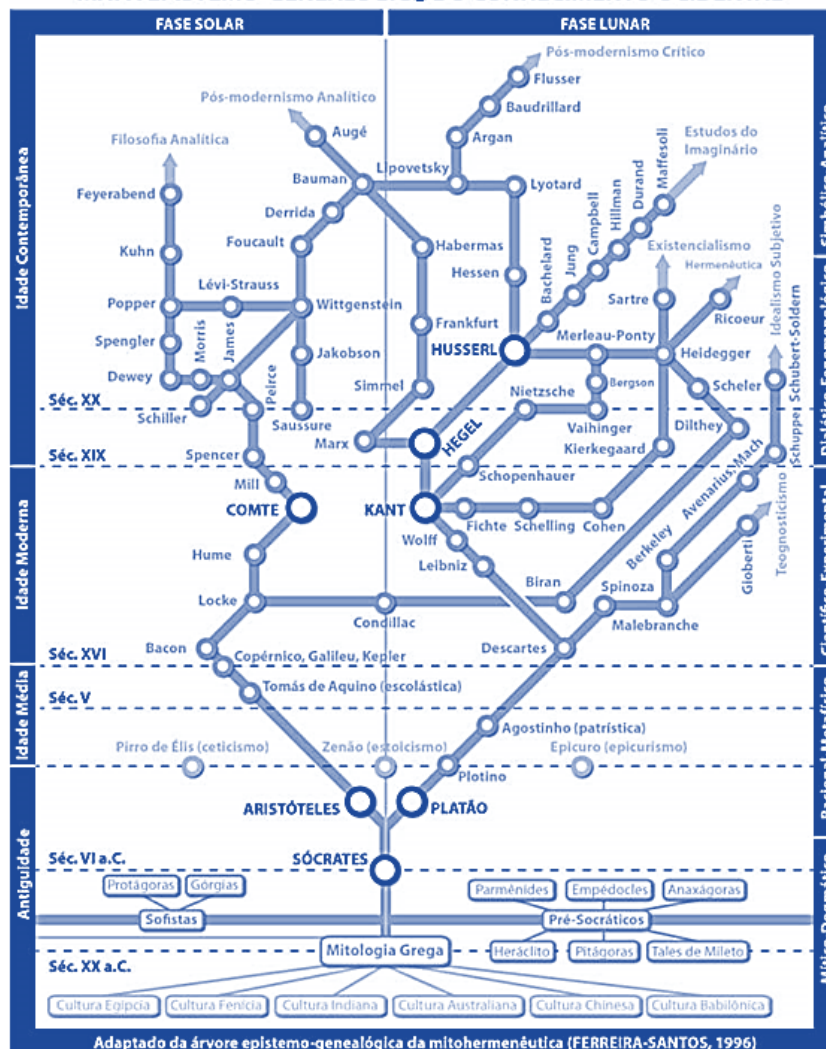 FASE SOLAR
FASE LUNAR
Pós-modernismo Crítico
Flusser
Pós-modernismo Analítico
Baudrillard
Augé
Argan
Estudos do Imaginário
Filosofia Analítica
Lipovetsky
Bauman
Lyotard
Maffesoli
Feyerabend
Durand
Derrida
Hillman
Campbell
Foucault
Habermas
Jung
Existencialismo
Kuhn
Hessen
Bachelard
Hermenêutica
Idealismo Subjetivo
Lévi-Strauss
Sartre
Popper
Wittgenstein
Ricoeur
Frankfurt
Merleau-Ponty
Spengler
HUSSERL
Morris
James
Jakobson
Heidegger
Dewey
Simmel
Nietzsche
Bergson
Scheler
Schuppe, Schubert-Soldern
Séc. XX
Schiller
Peirce
Saussure
Marx
HEGEL
Vaihinger
Dilthey
Kierkegaard
Séc. XIX
Spencer
Schopenhauer
Avenarius, Mach
Mill
COMTE
KANT
Fichte
Schelling
Cohen
Teognosticismo
Wolff
Gioberti
Hume
Leibniz
Berkeley
Biran
Spinoza
Locke
Condillac
Malebranche
Bacon
Descartes
Séc. XVI
Copérnico, Galileu, Kepler
Tomás de Aquino (escolástica)
Séc. V
Agostinho (patrística)
Pirro de Élis (ceticismo)
Zenão (estoicismo)
Epicuro (epicurismo)
Plotino
ARISTÓTELES
PLATÃO
Séc. VI a.C.
SÓCRATES
Protágoras
Górgias
Parmênides
Empédocles
Anaxágoras
Sofistas
Pré-Socráticos
Mitologia Grega
Heráclito
Pitágoras
Tales de Mileto
Séc. XX a.C.
Cultura Egípcia
Cultura Fenícia
Cultura Indiana
Cultura Australiana
Cultura Chinesa
Cultura Babilônica
Idade Contemporânea
Idade Moderna
Idade Média
Antiguidade
Adaptado da árvore epistemo-genealógica da mitohermenêutica (FERREIRA-SANTOS, 1996)